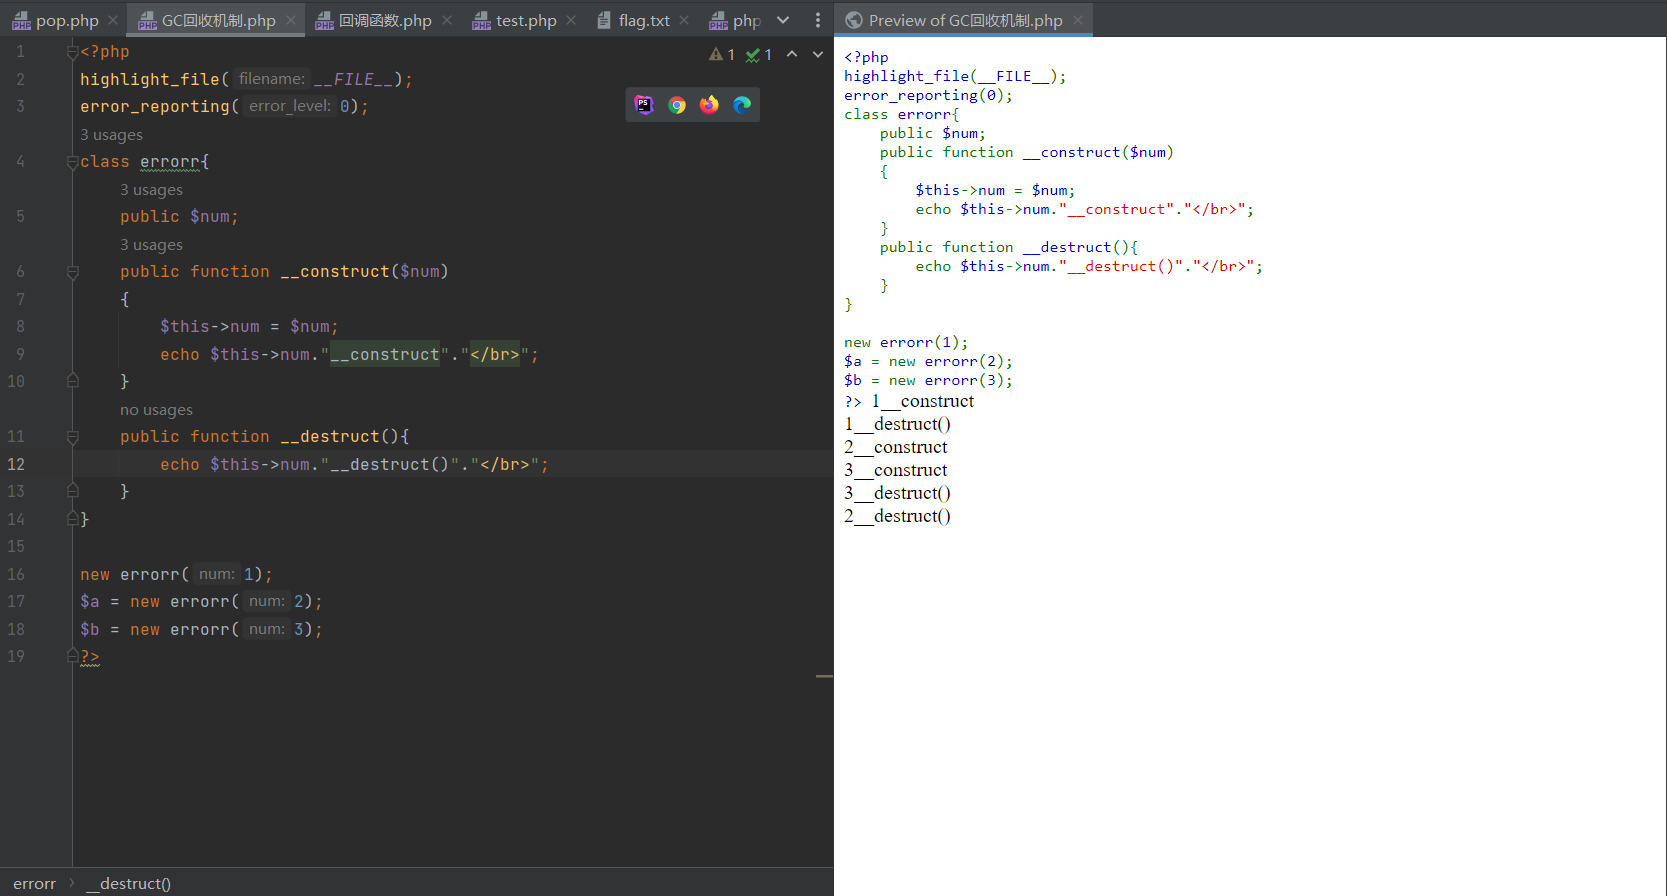 pop.php
GC回收机制.php
回调函数.php
test.php
flag.txt
php
1 <?php
2 highlight_file( filename: __FILE__);
3 error_reporting( error_level: 0);
3 usages
4 class errorr{
3 usages
5 public $num;
3 usages
6 public function __construct($num)
7 {
8 $this->num = $num;
9 echo $this->num."__construct"."</br>";
10 }
no usages
11 public function __destruct(){
12 echo $this->num."__destruct()"."</br>";
13 }
14 }
15
16 new errorr( num: 1);
17 $a = new errorr( num: 2);
18 $b = new errorr( num: 3);
19 ?>
1 1
errorr > __destruct()
Preview of GC回收机制.php
<?php
highlight_file(__FILE__);
error_reporting(0);
class errorr{
public $num;
public function __construct($num)
{
$this->num = $num;
echo $this->num."__construct"."</br>";
}
public function __destruct(){
echo $this->num."__destruct()"."</br>";
}
}
new errorr(1);
$a = new errorr(2);
$b = new errorr(3);
?> 1__construct
1__destruct()
2__construct
3__construct
3__destruct()
2__destruct()